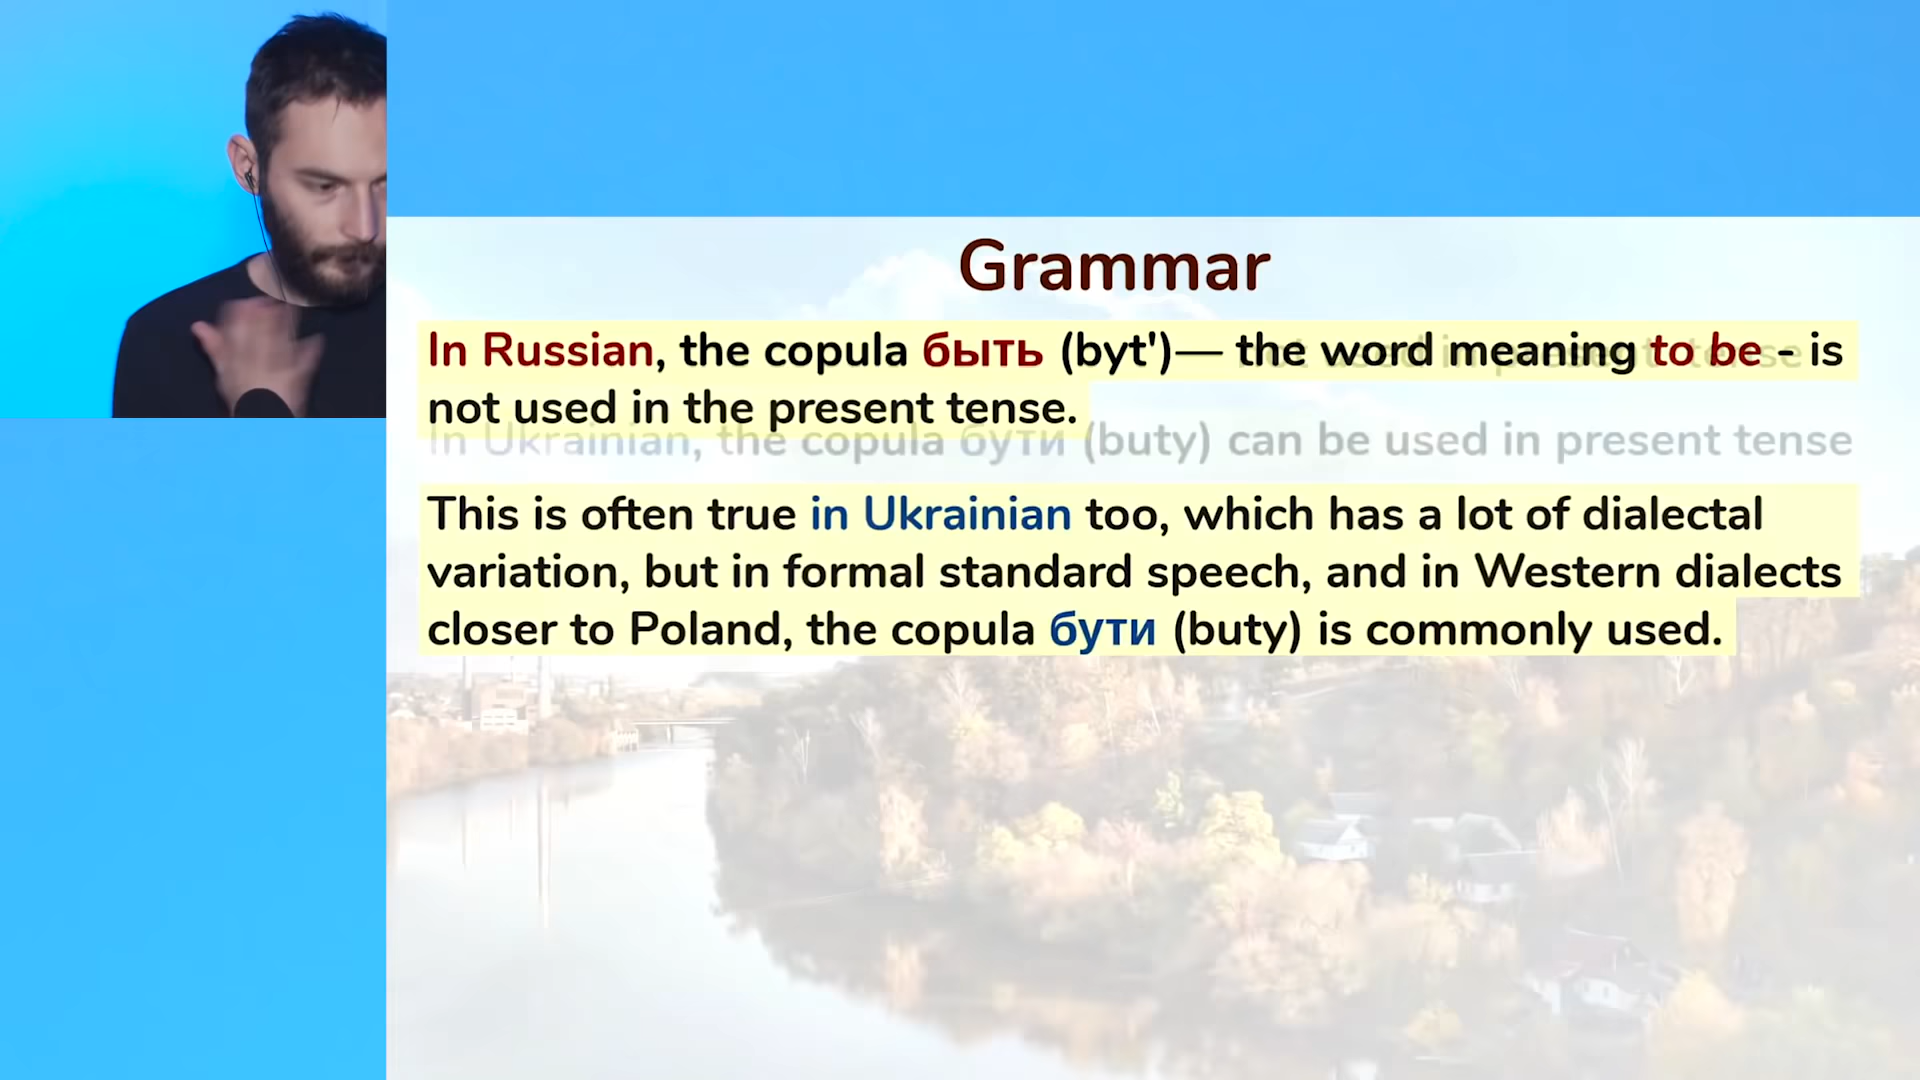 Grammar
In Russian, the copula быть (byt')— the word meaning to be - is
not used in the present tense.
In Ukrainian, the copula бути (buty) can be used in present tense
This is often true in Ukrainian too, which has a lot of dialectal
variation, but in formal standard speech, and in Western dialects
closer to Poland, the copula бути (buty) is commonly used.